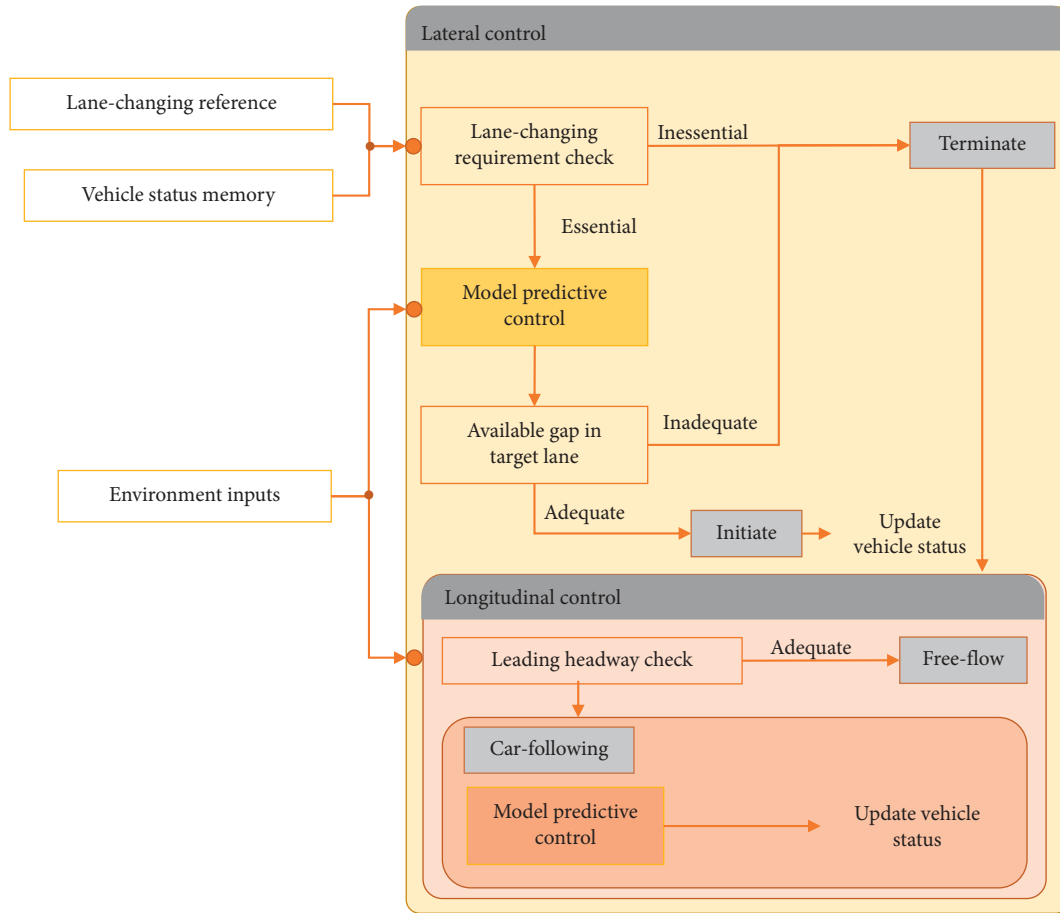 Lateral control
Lane-changing reference
Vehicle status memory
Lane-changing
requirement check
Inessential
Terminate
Essential
Model predictive
control
Available gap in
target lane
Inadequate
Environment inputs
Adequate
Initiate
Update
vehicle status
Longitudinal control
Leading headway check
Adequate
Free-flow
Car-following
Model predictive
control
Update vehicle
status